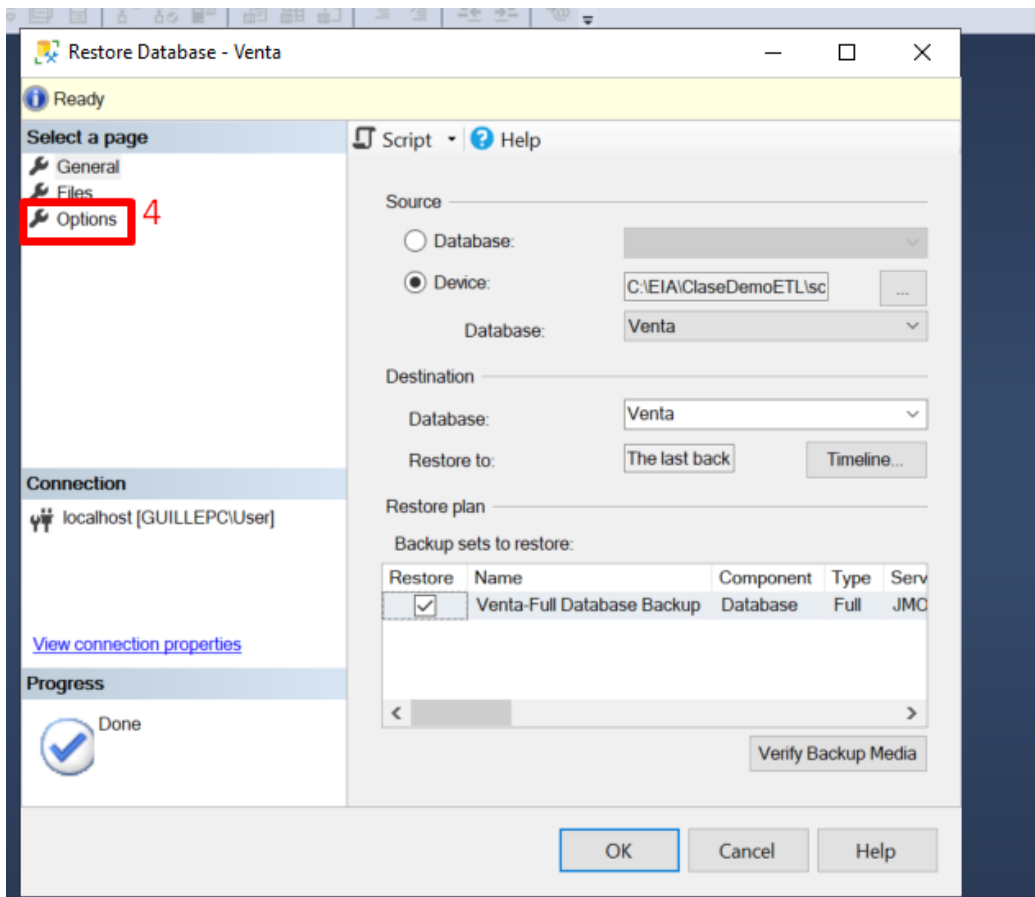 Restore Database - Venta
Ready
Select a page
General
Files
Options
4
Script
Help
Source
Database:
Device:
C:\EIA\ClaseDemoETL\sc
...
Database:
Venta
Destination
Database:
Venta
Restore to:
The last back
Timeline...
Restore plan
Backup sets to restore:
Restore Name Component Type Serv
Venta-Full Database Backup Database Full JMO
Verify Backup Media
Connection
localhost [GUILLEPC\User]
View connection properties
Progress
Done
OK
Cancel
Help